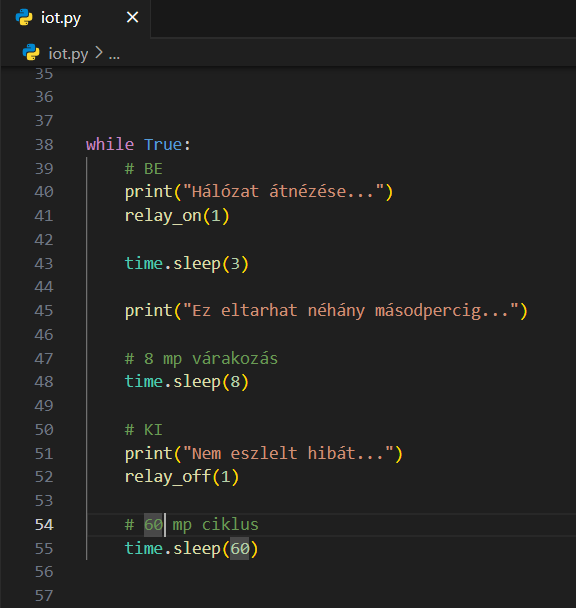 iot.py ×
iot.py > ...
35
36
37
38 while True:
39     # BE
40     print("Hálózat átnézése...")
41     relay_on(1)
42
43     time.sleep(3)
44
45     print("Ez eltarhat néhány másodpercig...")
46
47     # 8 mp várakozás
48     time.sleep(8)
49
50     # KI
51     print("Nem eszlelt hibát...")
52     relay_off(1)
53
54     # 60 mp ciklus
55     time.sleep(60)
56
57